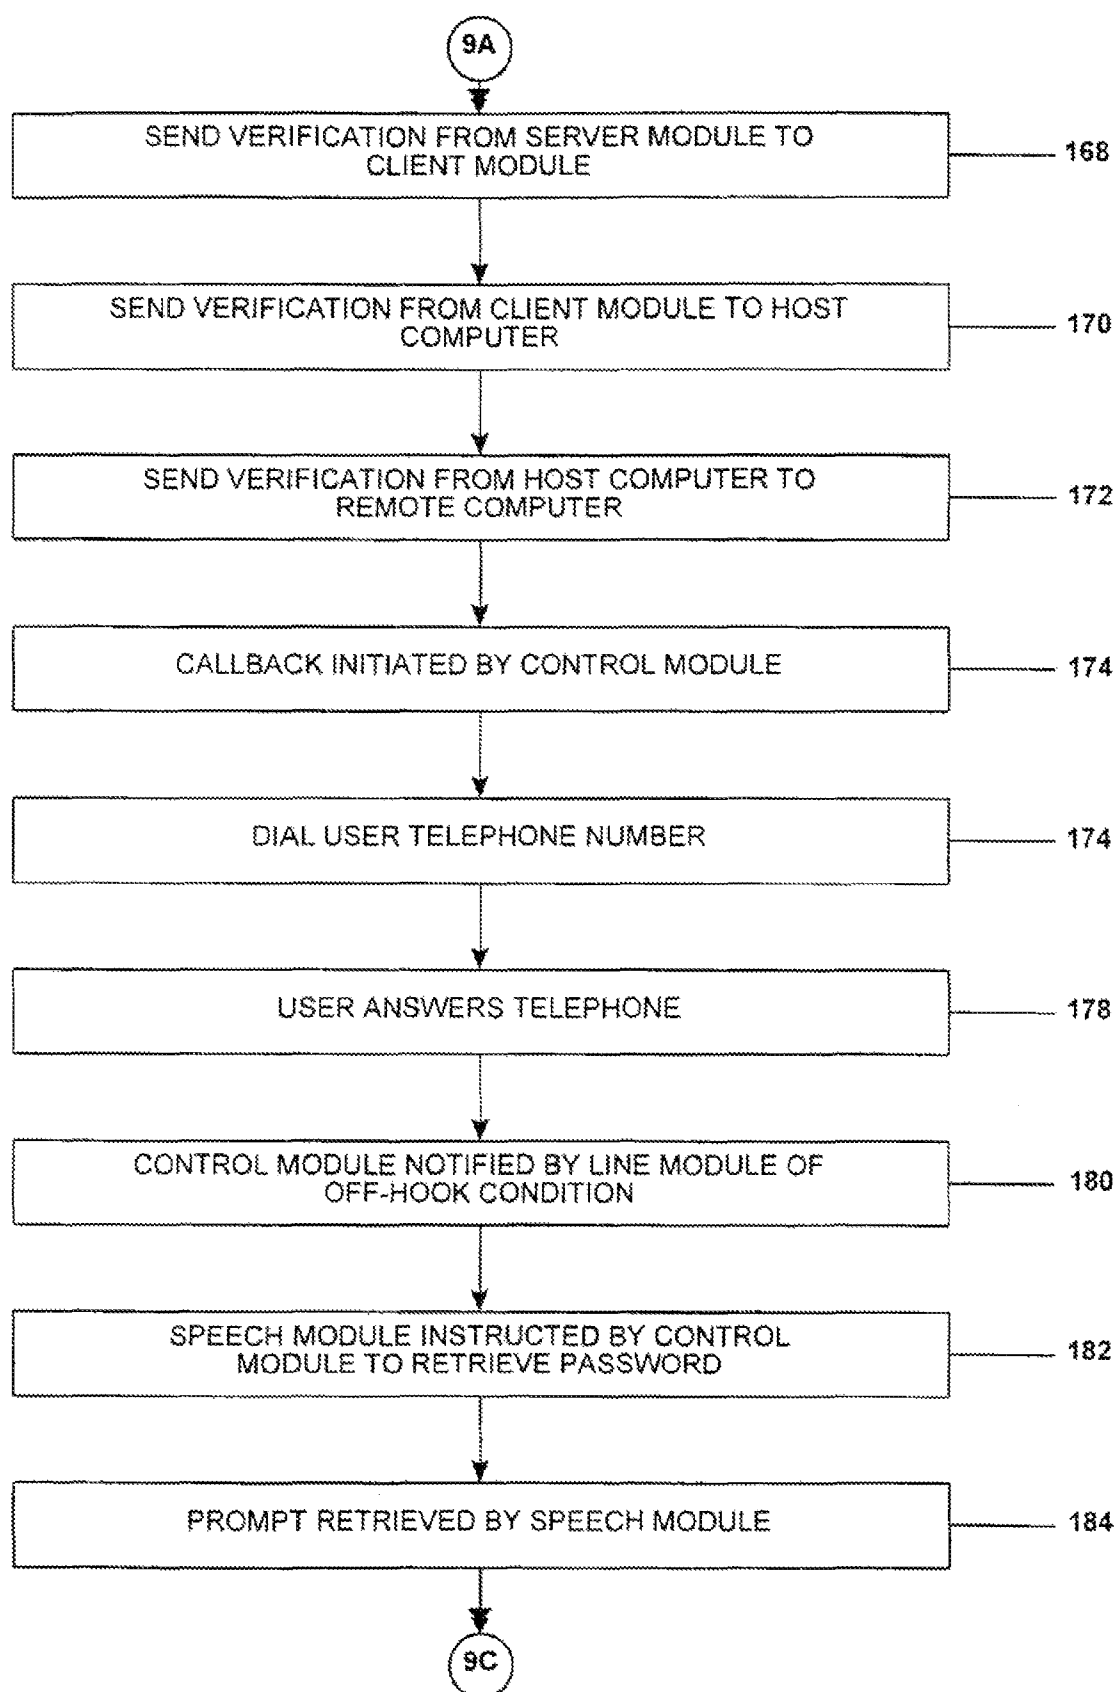 9A
SEND VERIFICATION FROM SERVER MODULE TO
CLIENT MODULE
168
SEND VERIFICATION FROM CLIENT MODULE TO HOST
COMPUTER
170
SEND VERIFICATION FROM HOST COMPUTER TO
REMOTE COMPUTER
172
CALLBACK INITIATED BY CONTROL MODULE
174
DIAL USER TELEPHONE NUMBER
174
USER ANSWERS TELEPHONE
178
CONTROL MODULE NOTIFIED BY LINE MODULE OF
OFF-HOOK CONDITION
180
SPEECH MODULE INSTRUCTED BY CONTROL
MODULE TO RETRIEVE PASSWORD
182
PROMPT RETRIEVED BY SPEECH MODULE
184
9C